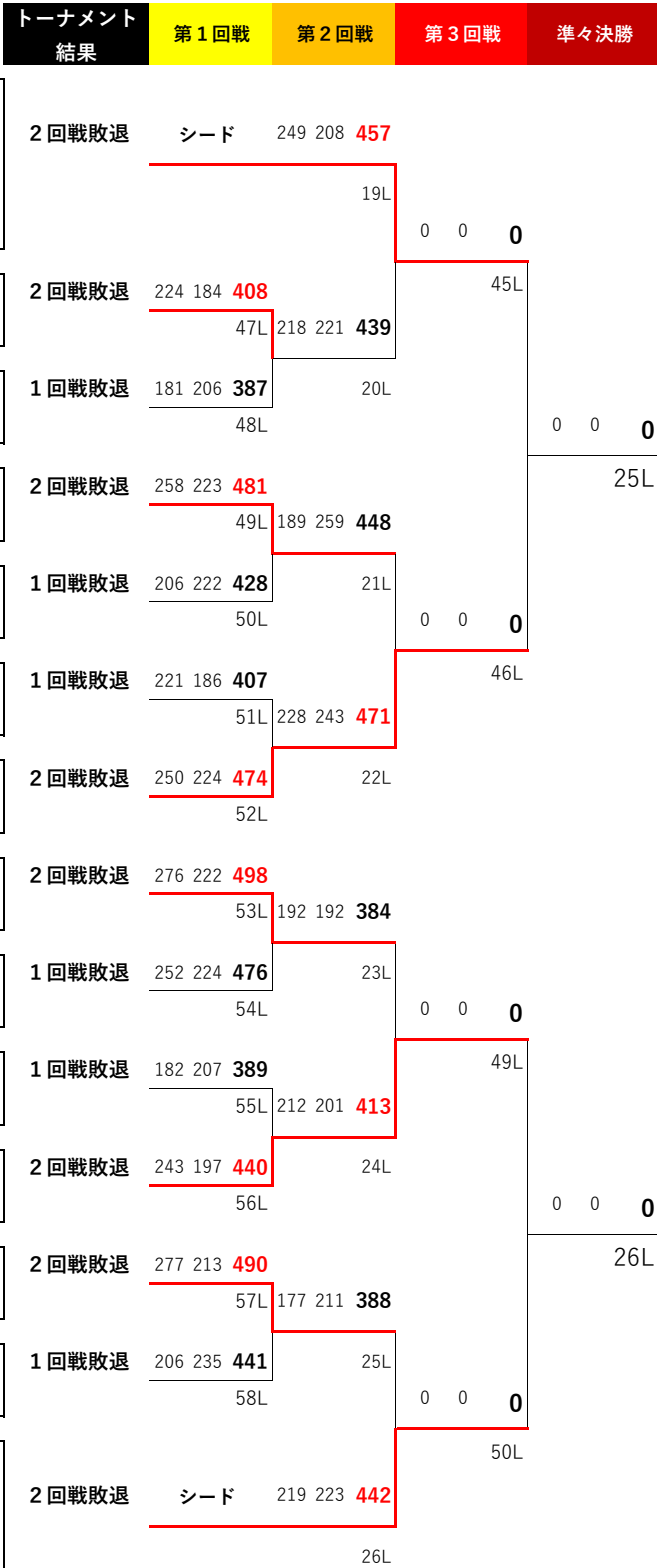 トーナメント結果 第1回戦 第2回戦 第3回戦 準々決勝
2回戦敗退 シード 249 208 457
19L
0 0 0
45L
2回戦敗退 224 184 408
47L 218 221 439
1回戦敗退 181 206 387 20L
48L
0 0 0
25L
2回戦敗退 258 223 481
49L 189 259 448
1回戦敗退 206 222 428 21L
50L 0 0 0
46L
1回戦敗退 221 186 407
51L 228 243 471
2回戦敗退 250 224 474 22L
52L
2回戦敗退 276 222 498
53L 192 192 384
1回戦敗退 252 224 476 23L
54L 0 0 0
49L
1回戦敗退 182 207 389
55L 212 201 413
2回戦敗退 243 197 440 24L
56L 0 0 0
26L
2回戦敗退 277 213 490
57L 177 211 388
1回戦敗退 206 235 441 25L
58L 0 0 0
50L
2回戦敗退 シード 219 223 442
26L